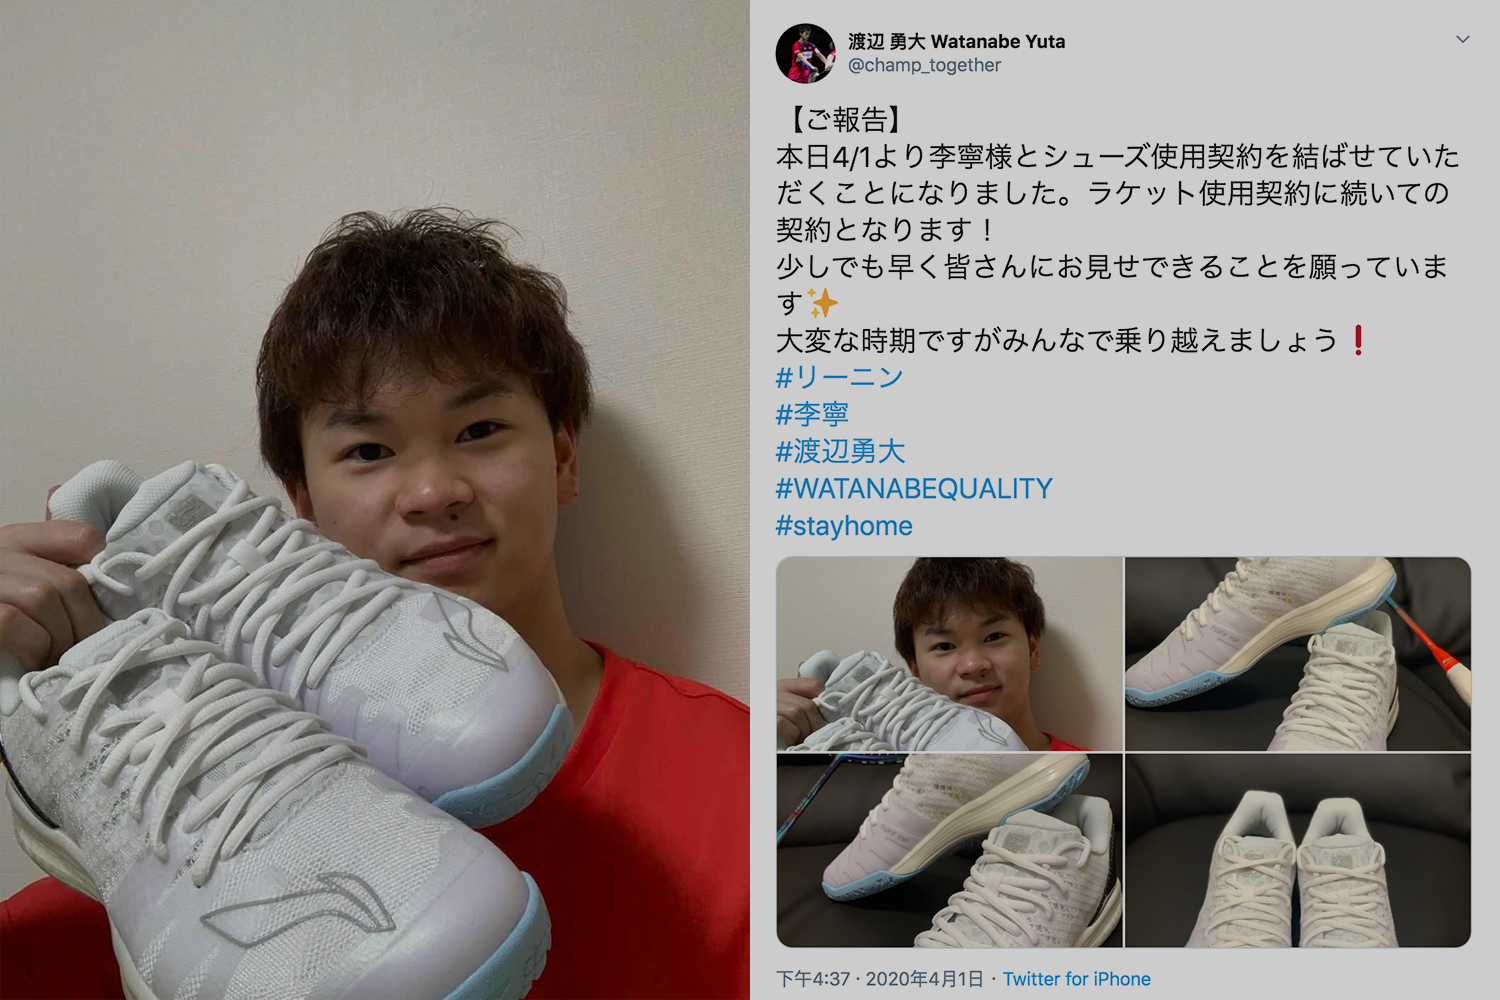 渡辺 勇大 Watanabe Yuta
@champ_together
【ご報告】
本日4/1より李寧様とシューズ使用契約を結ばせていた
だくことになりました。ラケット使用契約に続いての
契約となります！
少しでも早く皆さんにお見せできることを願っていま
す✨
大変な時期ですがみんなで乗り越えましょう❗
#リーニン
#李寧
#渡辺勇大
#WATANABEQUALITY
#stayhome
TUFF TIP
TUFF TIP
下午4:37 · 2020年4月1日 · Twitter for iPhone